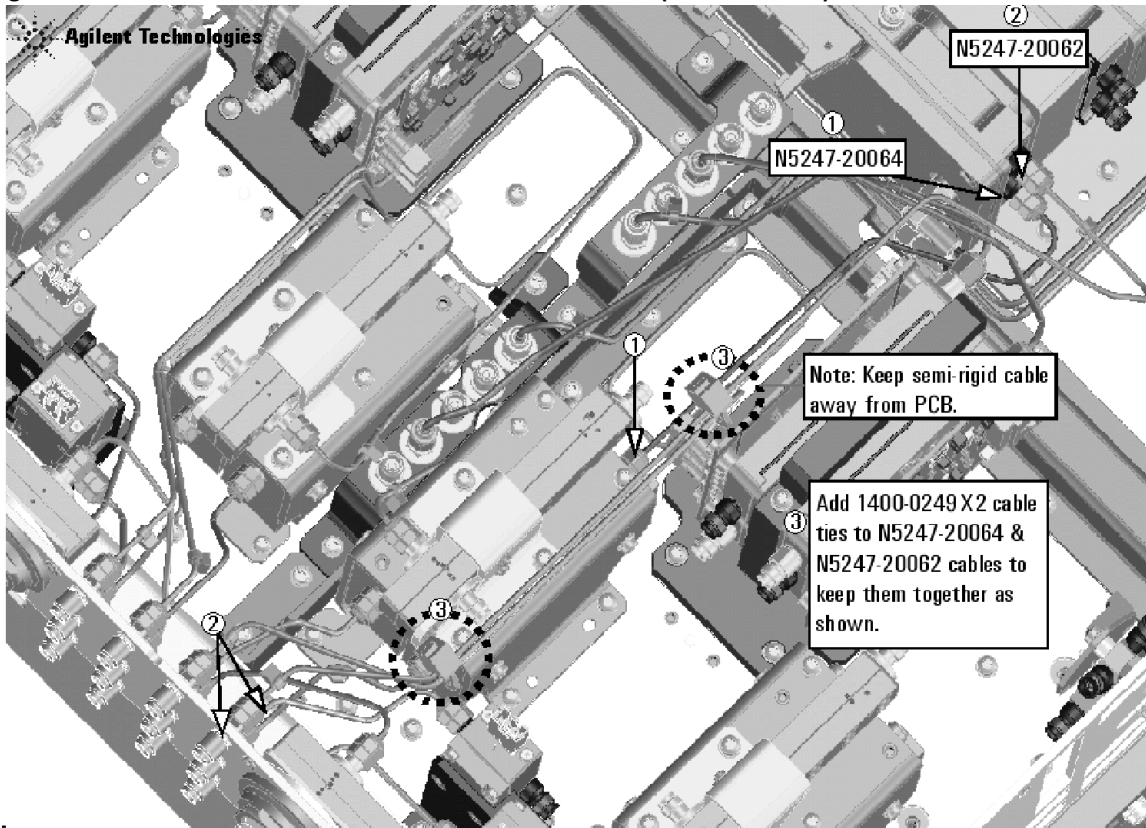 Agilent Technologies
②
N5247-20062
①
N5247-20064
①
③
Note: Keep semi-rigid cable
away from PCB.
③
Add 1400-0249 X2 cable
ties to N5247-20064 &
N5247-20062 cables to
keep them together as
shown.
③
②